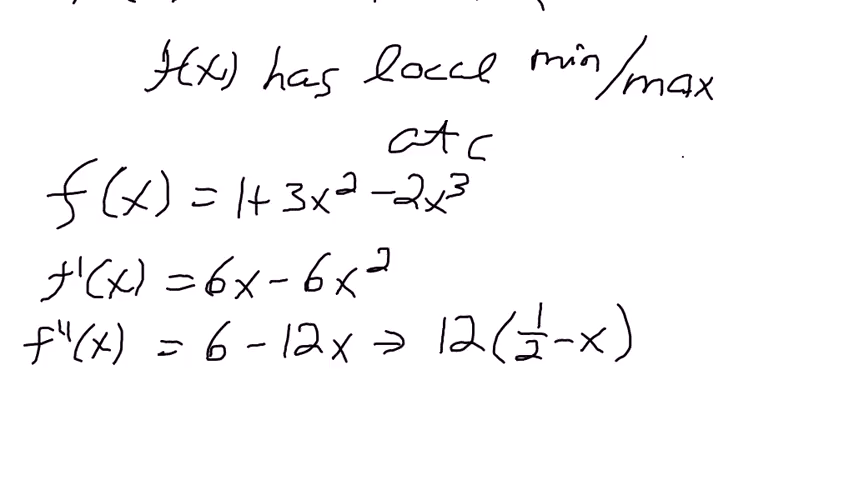 f(x) has local min/max
at c
f(x) = 1 + 3x² - 2x³
f'(x) = 6x - 6x²
f''(x) = 6 - 12x ⇒ 12(1/2 - x)